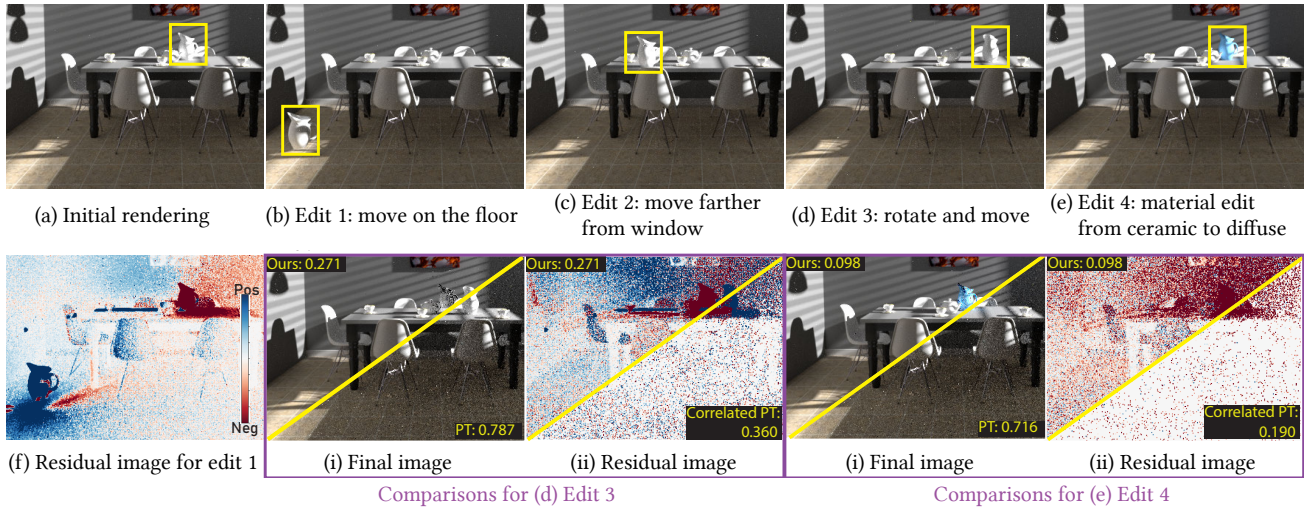 (a) Initial rendering
(b) Edit 1: move on the floor
(c) Edit 2: move farther
from window
(d) Edit 3: rotate and move
(e) Edit 4: material edit
from ceramic to diffuse
Pos
Neg
Ours: 0.271
PT: 0.787
Ours: 0.271
Correlated PT:
0.360
Ours: 0.098
PT: 0.716
Ours: 0.098
Correlated PT:
0.190
(f) Residual image for edit 1
(i) Final image
(ii) Residual image
(i) Final image
(ii) Residual image
Comparisons for (d) Edit 3
Comparisons for (e) Edit 4